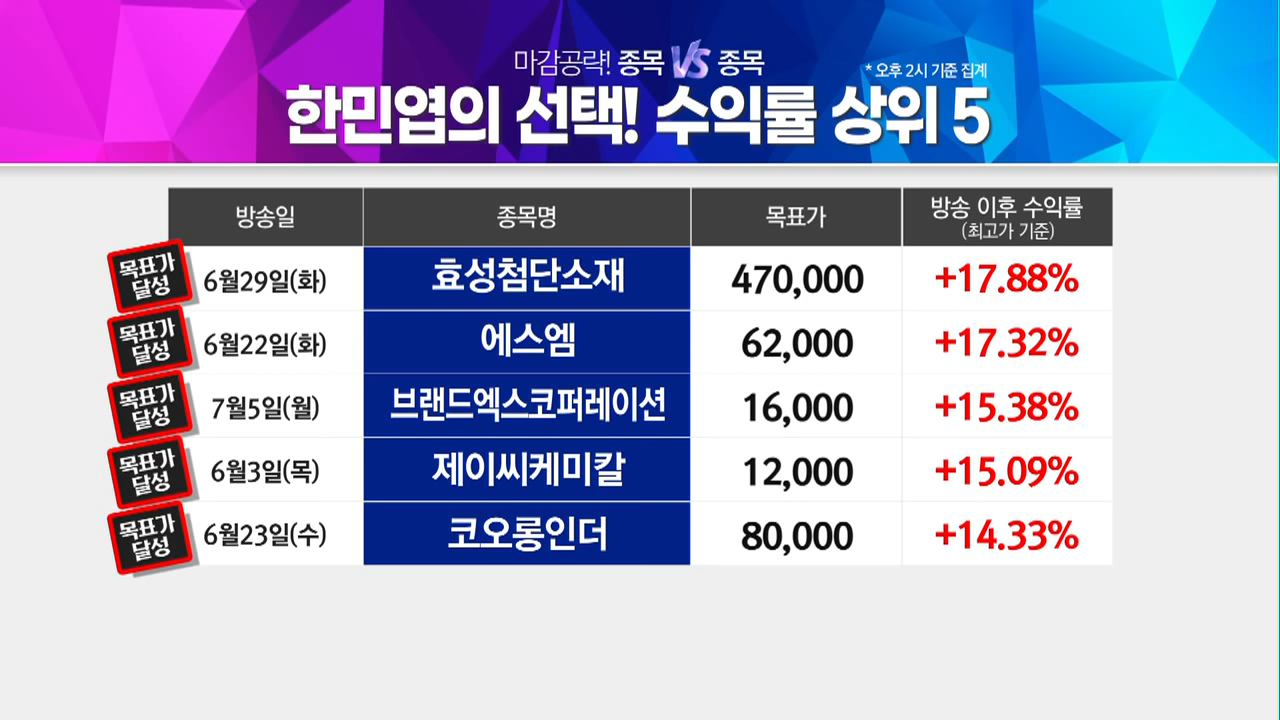 마감공략! 종목 VS 종목
* 오후 2시 기준 집계
한민엽의 선택! 수익률 상위 5
방송일 종목명 목표가 방송 이후 수익률
(최고가 기준)
목표가
달성
6월29일(화) 효성첨단소재 470,000 +17.88%
목표가
달성
6월22일(화) 에스엠 62,000 +17.32%
목표가
달성
7월5일(월) 브랜드엑스코퍼레이션 16,000 +15.38%
목표가
달성
6월3일(목) 제이씨케미칼 12,000 +15.09%
목표가
달성
6월23일(수) 코오롱인더 80,000 +14.33%